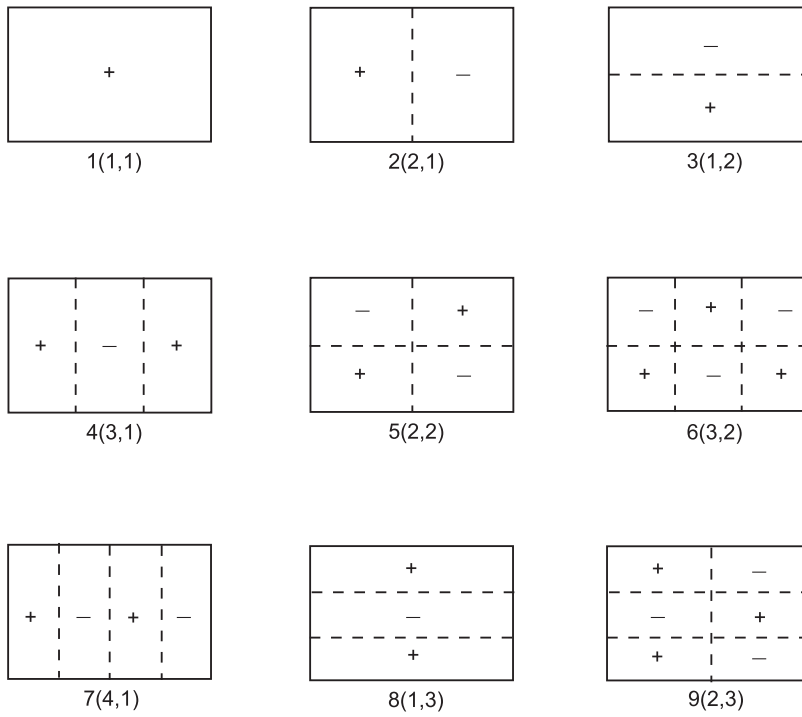 +
+ —
—
+
1(1,1) 2(2,1) 3(1,2)
+ — +
— +
+ —
— + —
+ — +
4(3,1) 5(2,2) 6(3,2)
+ — + —
+
—
+
+ —
— +
+ —
7(4,1) 8(1,3) 9(2,3)